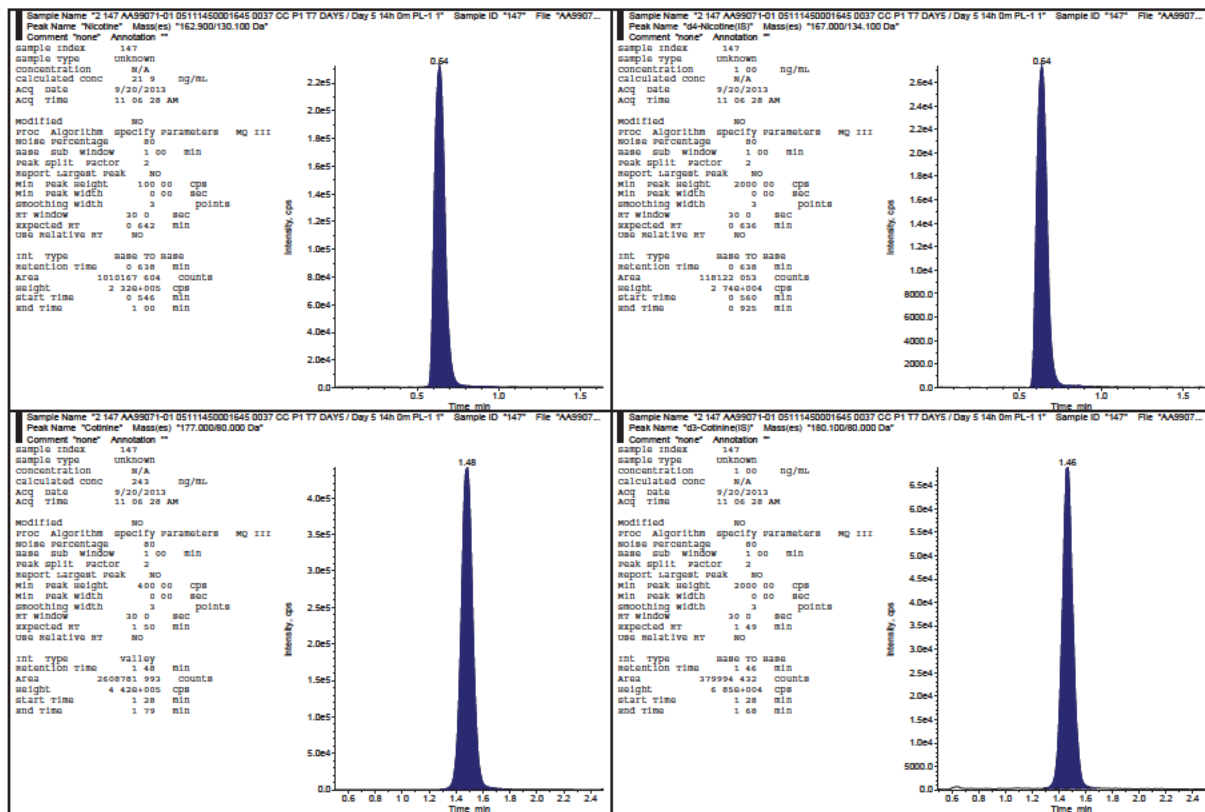 Sample Name "2 147 AA99071-01 051114500001645 0037 CC P1 T7 DAY5 / Day 5 14h 0m PL-1 1" Sample ID "147" File "AA9907...
Peak Name "Nicotine" Mass(es) "162.900/130.100 Da"
Comment "none" Annotation ""
Sample Index 147
Sample Type Unknown
Concentration N/A
Calculated Conc 21 9 ng/mL
Acq Date 9/20/2013
Acq Time 11 06 28 AM
Modified NO
Proc Algorithm Specify Parameters MQ III
Noise Percentage 80
Base Sub Window 1 00 min
Peak Split Factor 2
Report Largest Peak NO
Min Peak Height 100 00 cps
Min Peak Width 0 00 sec
Smoothing Width 3 points
RT Window 30 0 sec
Expected RT 0 642 min
Use Relative RT NO
Int Type Base To Base
Retention Time 0 638 min
Area 1010167 604 counts
Height 2 32e+005 cps
Start Time 0 546 min
End Time 1 00 min
0.64
Intensity, cps
2.2e5
2.0e5
1.8e5
1.6e5
1.4e5
1.2e5
1.0e5
8.0e4
6.0e4
4.0e4
2.0e4
0.0
0.5 1.0 1.5
Time min
Sample Name "2 147 AA99071-01 051114500001645 0037 CC P1 T7 DAY5 / Day 5 14h 0m PL-1 1" Sample ID "147" File "AA9907...
Peak Name "d4-Nicotine(IS)" Mass(es) "167.000/134.100 Da"
Comment "none" Annotation ""
Sample Index 147
Sample Type Unknown
Concentration 1 00 ng/mL
Calculated Conc N/A
Acq Date 9/20/2013
Acq Time 11 06 28 AM
Modified NO
Proc Algorithm Specify Parameters MQ III
Noise Percentage 80
Base Sub Window 1 00 min
Peak Split Factor 2
Report Largest Peak NO
Min Peak Height 2000 00 cps
Min Peak Width 0 00 sec
Smoothing Width 3 points
RT Window 30 0 sec
Expected RT 0 636 min
Use Relative RT NO
Int Type Base To Base
Retention Time 0 638 min
Area 118122 053 counts
Height 2 74e+004 cps
Start Time 0 560 min
End Time 0 925 min
0.64
Intensity, cps
2.6e4
2.4e4
2.2e4
2.0e4
1.8e4
1.6e4
1.4e4
1.2e4
1.0e4
8000.0
6000.0
4000.0
2000.0
0.0
0.5 1.0 1.5
Time min
Sample Name "2 147 AA99071-01 051114500001645 0037 CC P1 T7 DAY5 / Day 5 14h 0m PL-1 1" Sample ID "147" File "AA9907...
Peak Name "Cotinine" Mass(es) "177.000/80.000 Da"
Comment "none" Annotation ""
Sample Index 147
Sample Type Unknown
Concentration N/A
Calculated Conc 243 ng/mL
Acq Date 9/20/2013
Acq Time 11 06 28 AM
Modified NO
Proc Algorithm Specify Parameters MQ III
Noise Percentage 80
Base Sub Window 1 00 min
Peak Split Factor 2
Report Largest Peak NO
Min Peak Height 400 00 cps
Min Peak Width 0 00 sec
Smoothing Width 3 points
RT Window 30 0 sec
Expected RT 1 50 min
Use Relative RT NO
Int Type Valley
Retention Time 1 48 min
Area 2608781 993 counts
Height 4 42e+005 cps
Start Time 1 28 min
End Time 1 79 min
1.48
Intensity, cps
4.0e5
3.5e5
3.0e5
2.5e5
2.0e5
1.5e5
1.0e5
5.0e4
0.0
0.6 0.8 1.0 1.2 1.4 1.6 1.8 2.0 2.2 2.4
Time min
Sample Name "2 147 AA99071-01 051114500001645 0037 CC P1 T7 DAY5 / Day 5 14h 0m PL-1 1" Sample ID "147" File "AA9907...
Peak Name "d3-Cotinine(IS)" Mass(es) "180.100/80.000 Da"
Comment "none" Annotation ""
Sample Index 147
Sample Type Unknown
Concentration 1 00 ng/mL
Calculated Conc N/A
Acq Date 9/20/2013
Acq Time 11 06 28 AM
Modified NO
Proc Algorithm Specify Parameters MQ III
Noise Percentage 80
Base Sub Window 1 00 min
Peak Split Factor 2
Report Largest Peak NO
Min Peak Height 2000 00 cps
Min Peak Width 0 00 sec
Smoothing Width 3 points
RT Window 30 0 sec
Expected RT 1 49 min
Use Relative RT NO
Int Type Base To Base
Retention Time 1 46 min
Area 379994 432 counts
Height 6 85e+004 cps
Start Time 1 28 min
End Time 1 68 min
1.46
Intensity, cps
6.5e4
6.0e4
5.5e4
5.0e4
4.5e4
4.0e4
3.5e4
3.0e4
2.5e4
2.0e4
1.5e4
1.0e4
5000.0
0.0
0.6 0.8 1.0 1.2 1.4 1.6 1.8 2.0 2.2 2.4
Time min